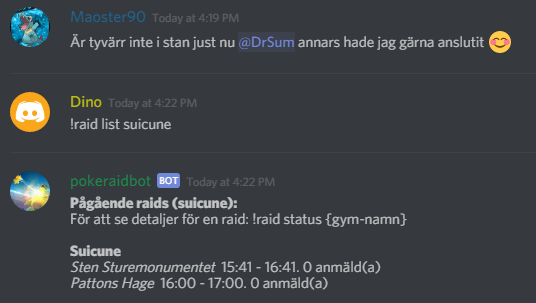 Maoster90 Today at 4:19 PM
Är tyvärr inte i stan just nu @DrSum annars hade jag gärna anslutit 😊
Dino Today at 4:22 PM
!raid list suicune
pokeraidbot BOT Today at 4:22 PM
Pågående raids (suicune):
För att se detaljer för en raid: !raid status {gym-namn}
Suicune
Sten Sturemonumentet 15:41 - 16:41. 0 anmäld(a)
Pattons Hage 16:00 - 17:00. 0 anmäld(a)